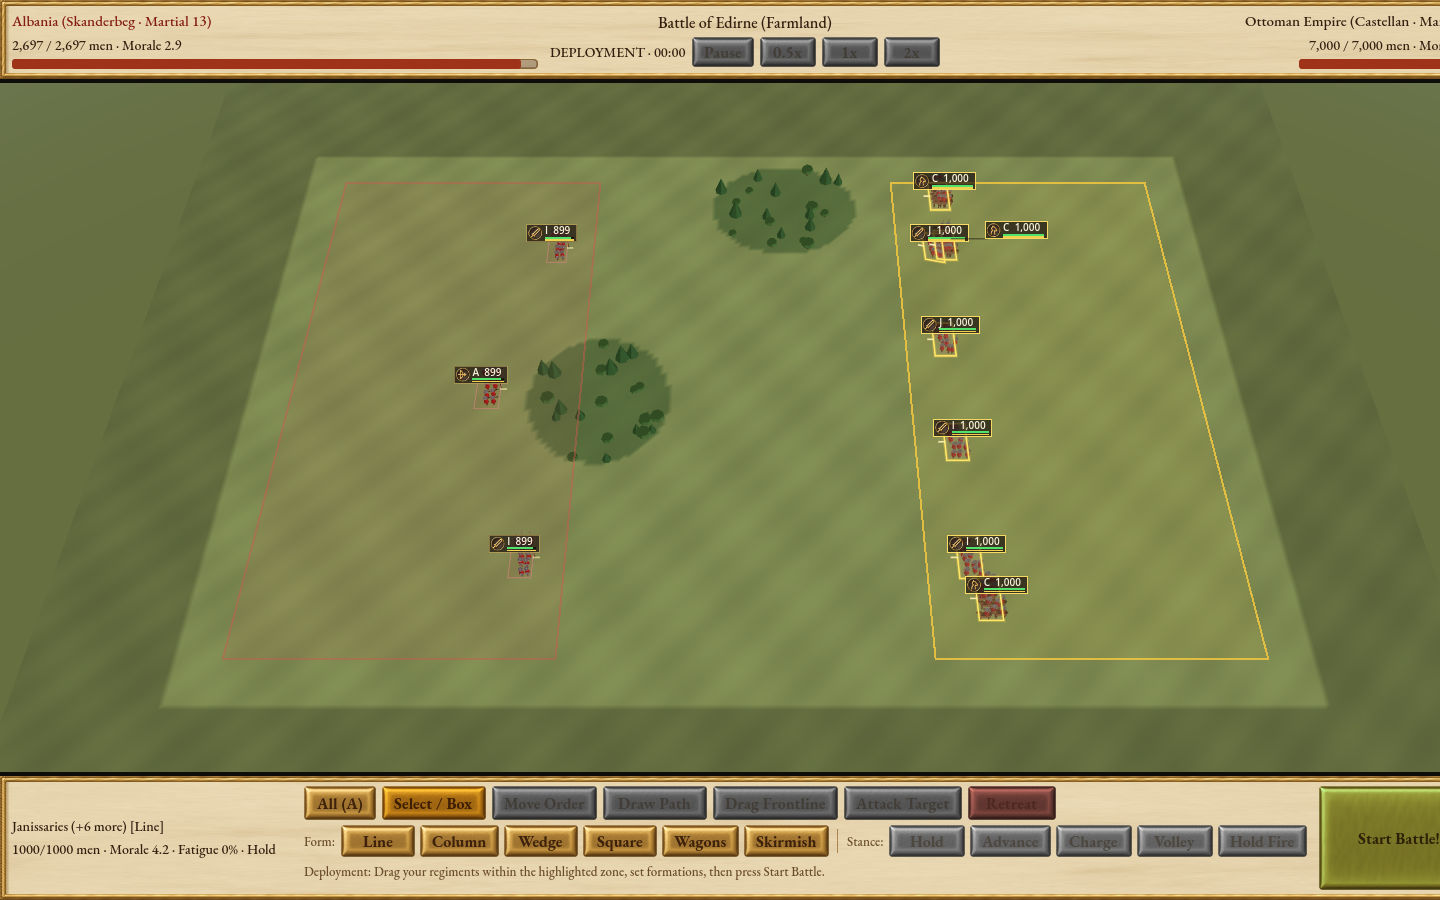 Albania (Skanderbeg · Martial 13)
2,697 / 2,697 men · Morale 2.9
Battle of Edirne (Farmland)
DEPLOYMENT · 00:00
Pause
0.5x
1x
2x
Ottoman Empire (Castellan · Ma
7,000 / 7,000 men · Mo
C 1,000
J 1,000
C 1,000
I 899
J 1,000
A 899
I 1,000
I 899
I 1,000
C 1,000
Janissaries (+6 more) [Line]
1000/1000 men · Morale 4.2 · Fatigue 0% · Hold
All (A)
Select / Box
Move Order
Draw Path
Drag Frontline
Attack Target
Retreat
Form:
Line
Column
Wedge
Square
Wagons
Skirmish
Stance:
Hold
Advance
Charge
Volley
Hold Fire
Deployment: Drag your regiments within the highlighted zone, set formations, then press Start Battle.
Start Battle!